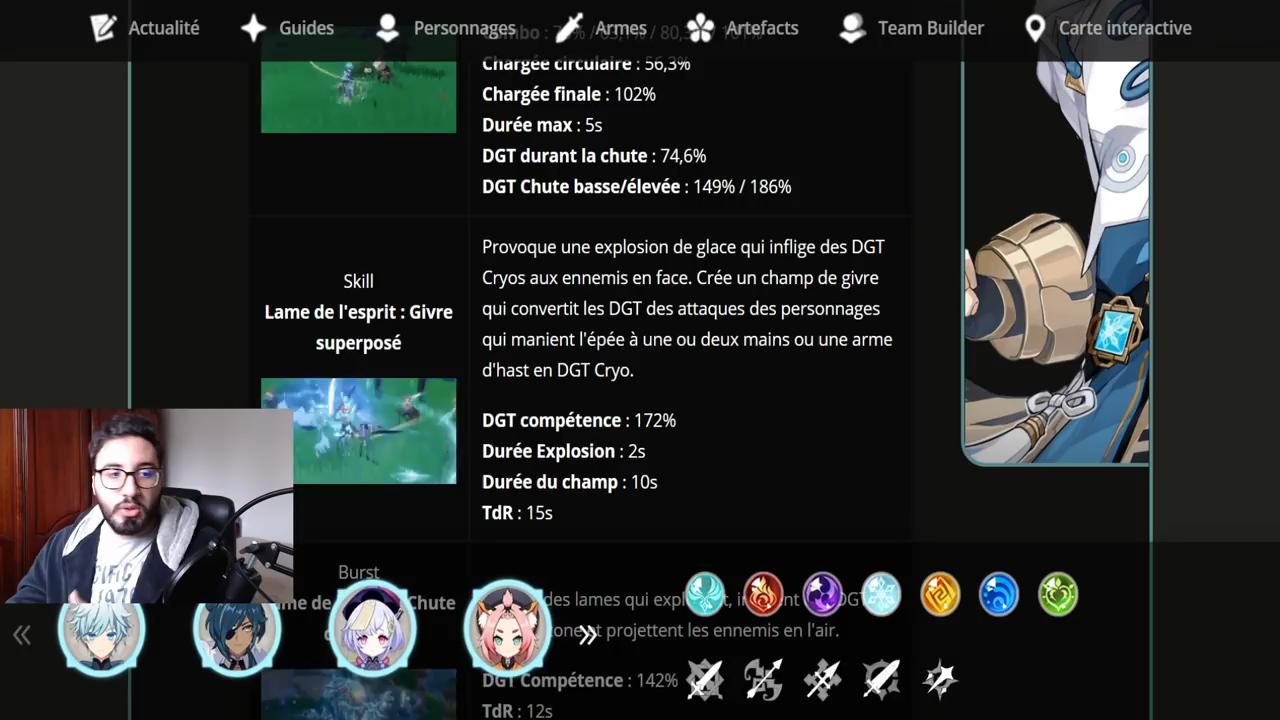 Actualité Guides Personnages Armes Artefacts Team Builder Carte interactive
Chargée circulaire : 56,3%
Chargée finale : 102%
Durée max : 5s
DGT durant la chute : 74,6%
DGT Chute basse/élevée : 149% / 186%
Skill
Lame de l'esprit : Givre
superposé
Provoque une explosion de glace qui inflige des DGT
Cryos aux ennemis en face. Crée un champ de givre
qui convertit les DGT des attaques des personnages
qui manient l'épée à une ou deux mains ou une arme
d'hast en DGT Cryo.
DGT compétence : 172%
Durée Explosion : 2s
Durée du champ : 10s
TdR : 15s
Burst
Chute
des lames qui
et projettent les ennemis en l'air.
DGT Compétence : 142%
TdR : 12s